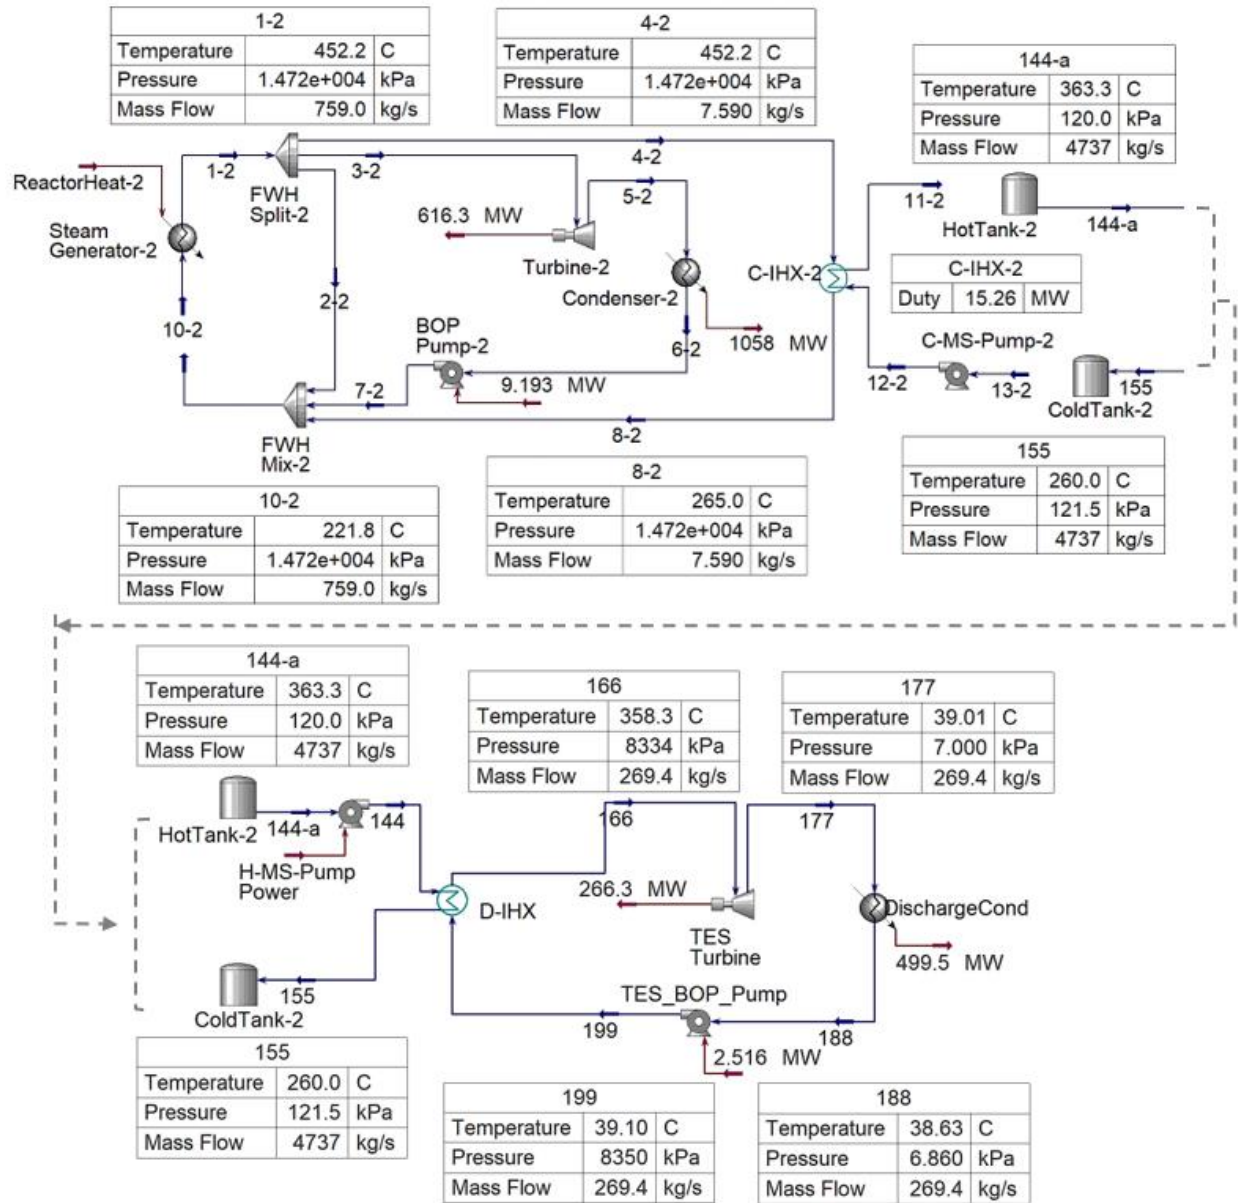 1-2
Temperature 452.2 C
Pressure 1.472e+004 kPa
Mass Flow 759.0 kg/s
4-2
Temperature 452.2 C
Pressure 1.472e+004 kPa
Mass Flow 7.590 kg/s
144-a
Temperature 363.3 C
Pressure 120.0 kPa
Mass Flow 4737 kg/s
ReactorHeat-2
1-2
FWH
Split-2
3-2
4-2
Steam
Generator-2
616.3 MW
Turbine-2
5-2
Condenser-2
C-IHX-2
11-2
HotTank-2
144-a
C-IHX-2
Duty 15.26 MW
10-2
2-2
BOP
Pump-2
7-2
9.193 MW
6-2
1058 MW
C-MS-Pump-2
12-2
13-2
155
ColdTank-2
8-2
FWH
Mix-2
10-2
Temperature 221.8 C
Pressure 1.472e+004 kPa
Mass Flow 759.0 kg/s
8-2
Temperature 265.0 C
Pressure 1.472e+004 kPa
Mass Flow 7.590 kg/s
155
Temperature 260.0 C
Pressure 121.5 kPa
Mass Flow 4737 kg/s
144-a
Temperature 363.3 C
Pressure 120.0 kPa
Mass Flow 4737 kg/s
166
Temperature 358.3 C
Pressure 8334 kPa
Mass Flow 269.4 kg/s
177
Temperature 39.01 C
Pressure 7.000 kPa
Mass Flow 269.4 kg/s
HotTank-2
144-a
144
H-MS-Pump
Power
D-IHX
166
266.3 MW
TES
Turbine
177
DischargeCond
499.5 MW
155
ColdTank-2
199
TES_BOP_Pump
2.516 MW
188
155
Temperature 260.0 C
Pressure 121.5 kPa
Mass Flow 4737 kg/s
199
Temperature 39.10 C
Pressure 8350 kPa
Mass Flow 269.4 kg/s
188
Temperature 38.63 C
Pressure 6.860 kPa
Mass Flow 269.4 kg/s